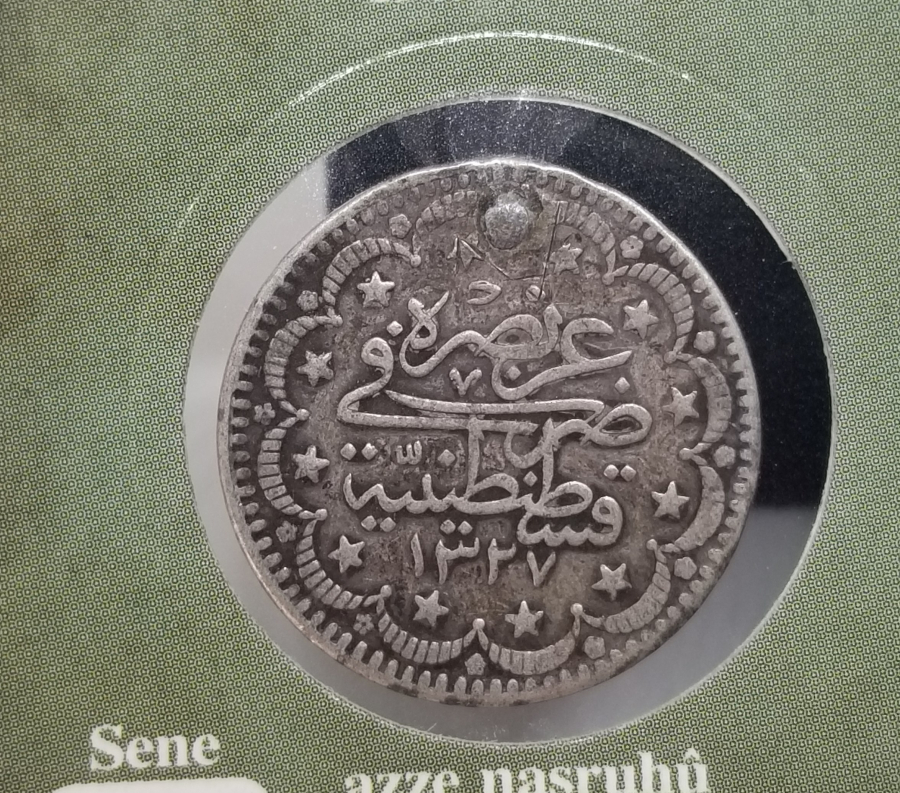 عز نصره
ضرب في
قسطنطينية
١٣٢٧
Sene
azze nasruhû